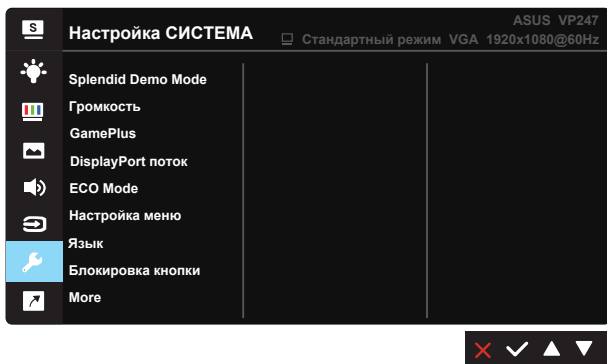 S
ASUS VP247
Настройка СИСТЕМА
Стандартный режим VGA 1920x1080@60Hz
Splendid Demo Mode
Громкость
GamePlus
DisplayPort поток
ECO Mode
Настройка меню
Язык
Блокировка кнопки
More